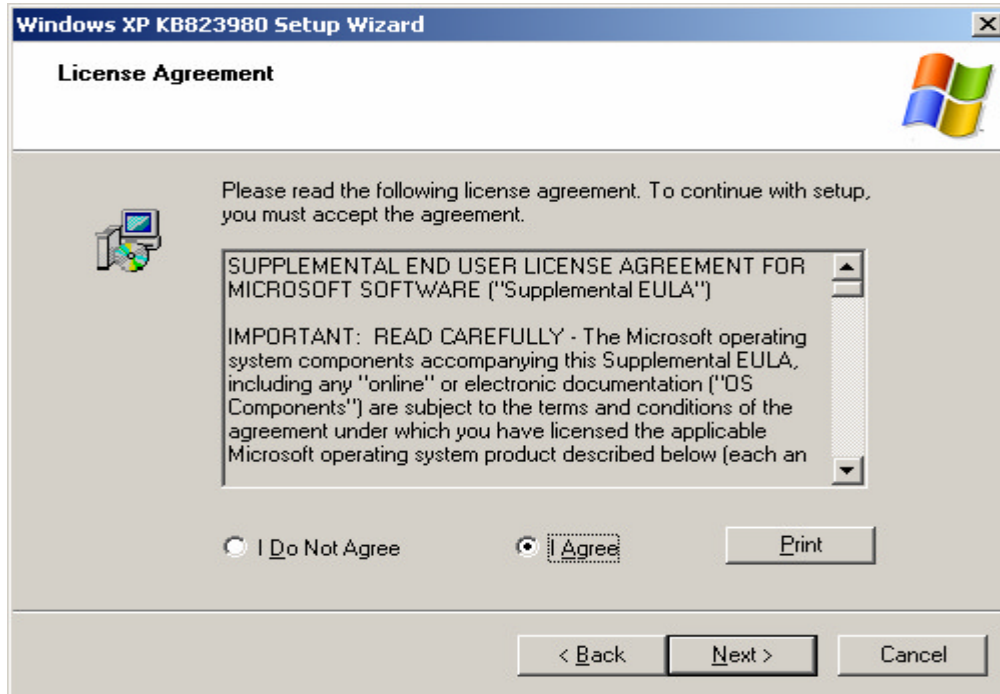 Windows XP KB823980 Setup Wizard
License Agreement
Please read the following license agreement. To continue with setup,
you must accept the agreement.
SUPPLEMENTAL END USER LICENSE AGREEMENT FOR
MICROSOFT SOFTWARE ("Supplemental EULA")
IMPORTANT:  READ CAREFULLY - The Microsoft operating
system components accompanying this Supplemental EULA,
including any "online" or electronic documentation ("OS
Components") are subject to the terms and conditions of the
agreement under which you have licensed the applicable
Microsoft operating system product described below (each an
I Do Not Agree
I Agree
Print
< Back
Next >
Cancel